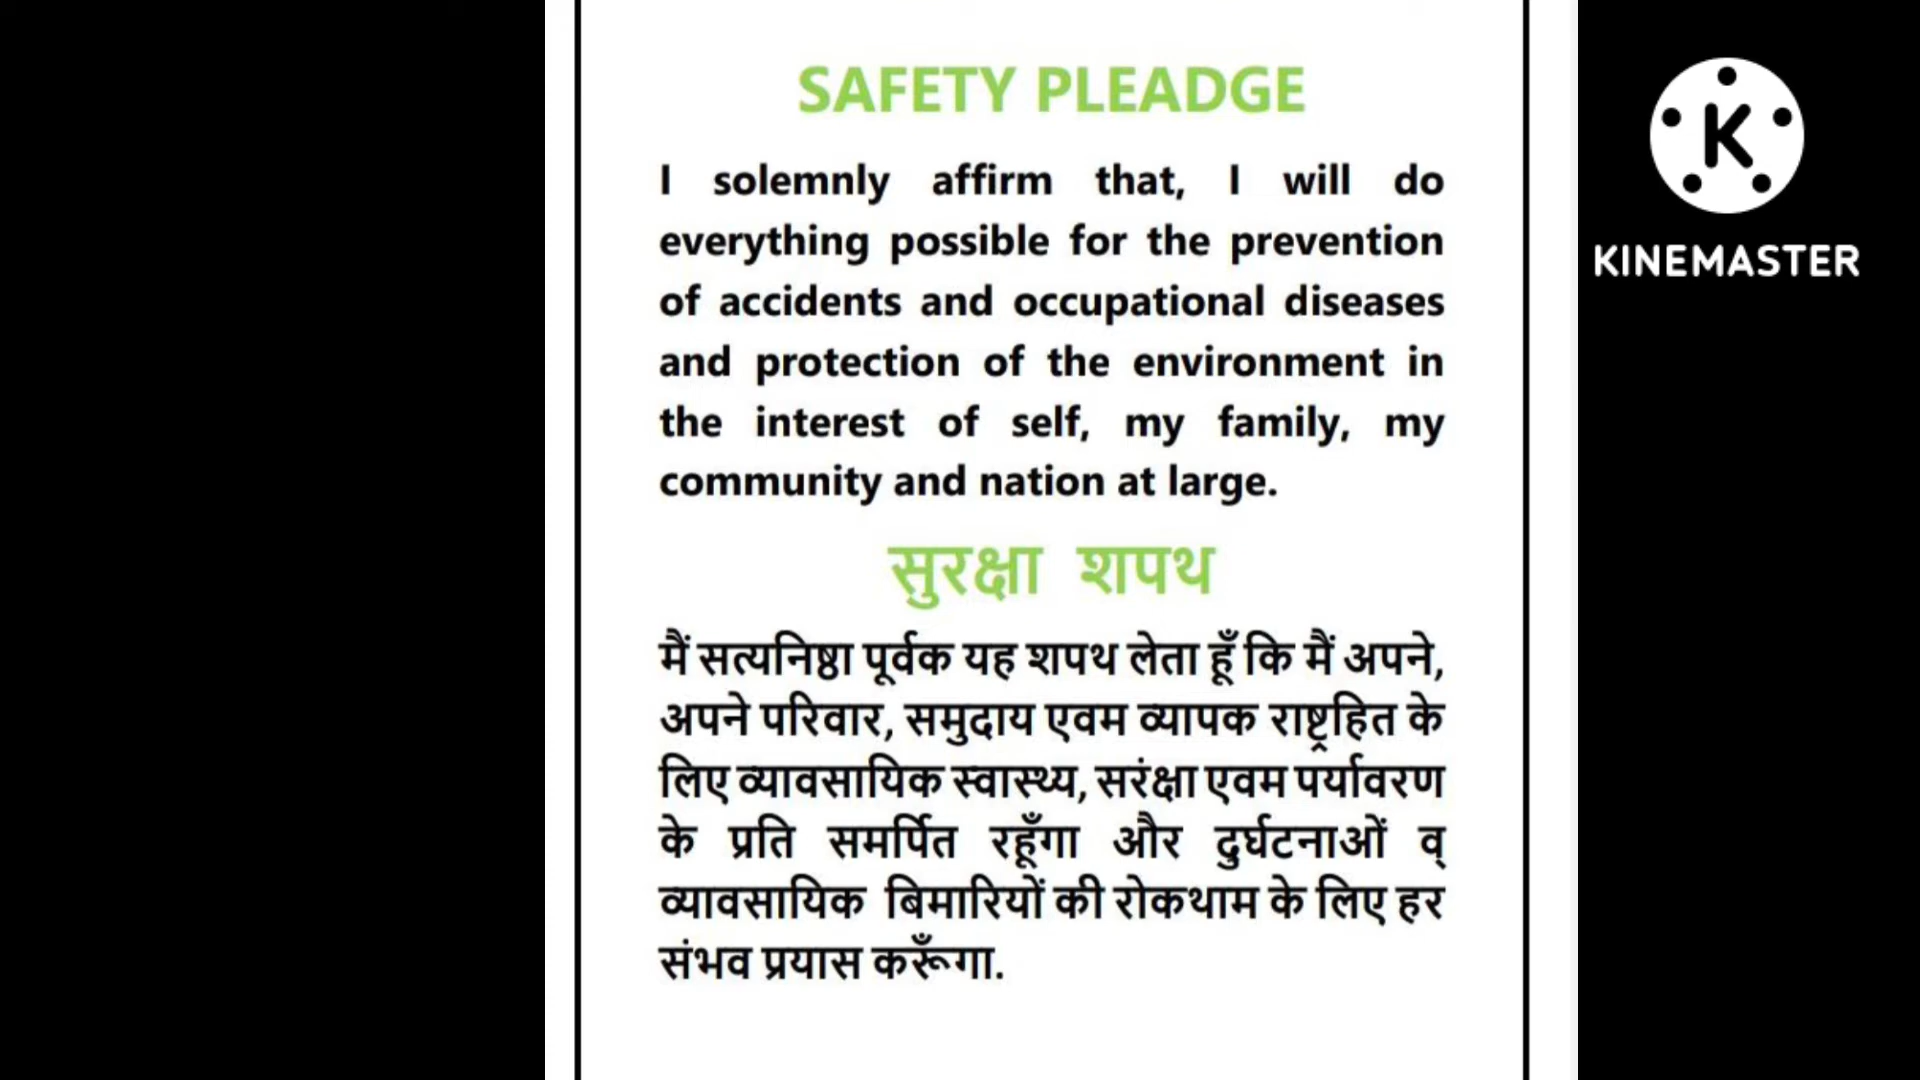 SAFETY PLEADGE
I solemnly affirm that, I will do
everything possible for the prevention
of accidents and occupational diseases
and protection of the environment in
the interest of self, my family, my
community and nation at large.
सुरक्षा शपथ
मैं सत्यनिष्ठा पूर्वक यह शपथ लेता हूँ कि मैं अपने,
अपने परिवार, समुदाय एवम व्यापक राष्ट्रहित के
लिए व्यावसायिक स्वास्थ्य, सरंक्षा एवम पर्यावरण
के प्रति समर्पित रहूँगा और दुर्घटनाओं व्
व्यावसायिक बिमारियों की रोकथाम के लिए हर
संभव प्रयास करूँगा.
K
KINEMASTER